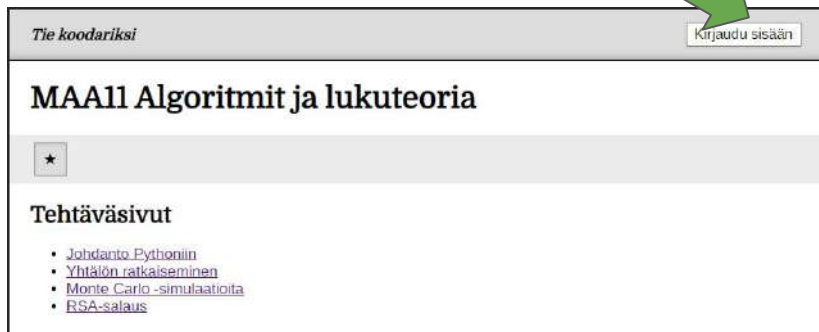 Tie koodariksi
Kirjaudu sisään
MAA11 Algoritmit ja lukuteoria
★
Tehtäväsivut
• Johdanto Pythoniin
• Yhtälön ratkaiseminen
• Monte Carlo -simulaatioita
• RSA-salaus